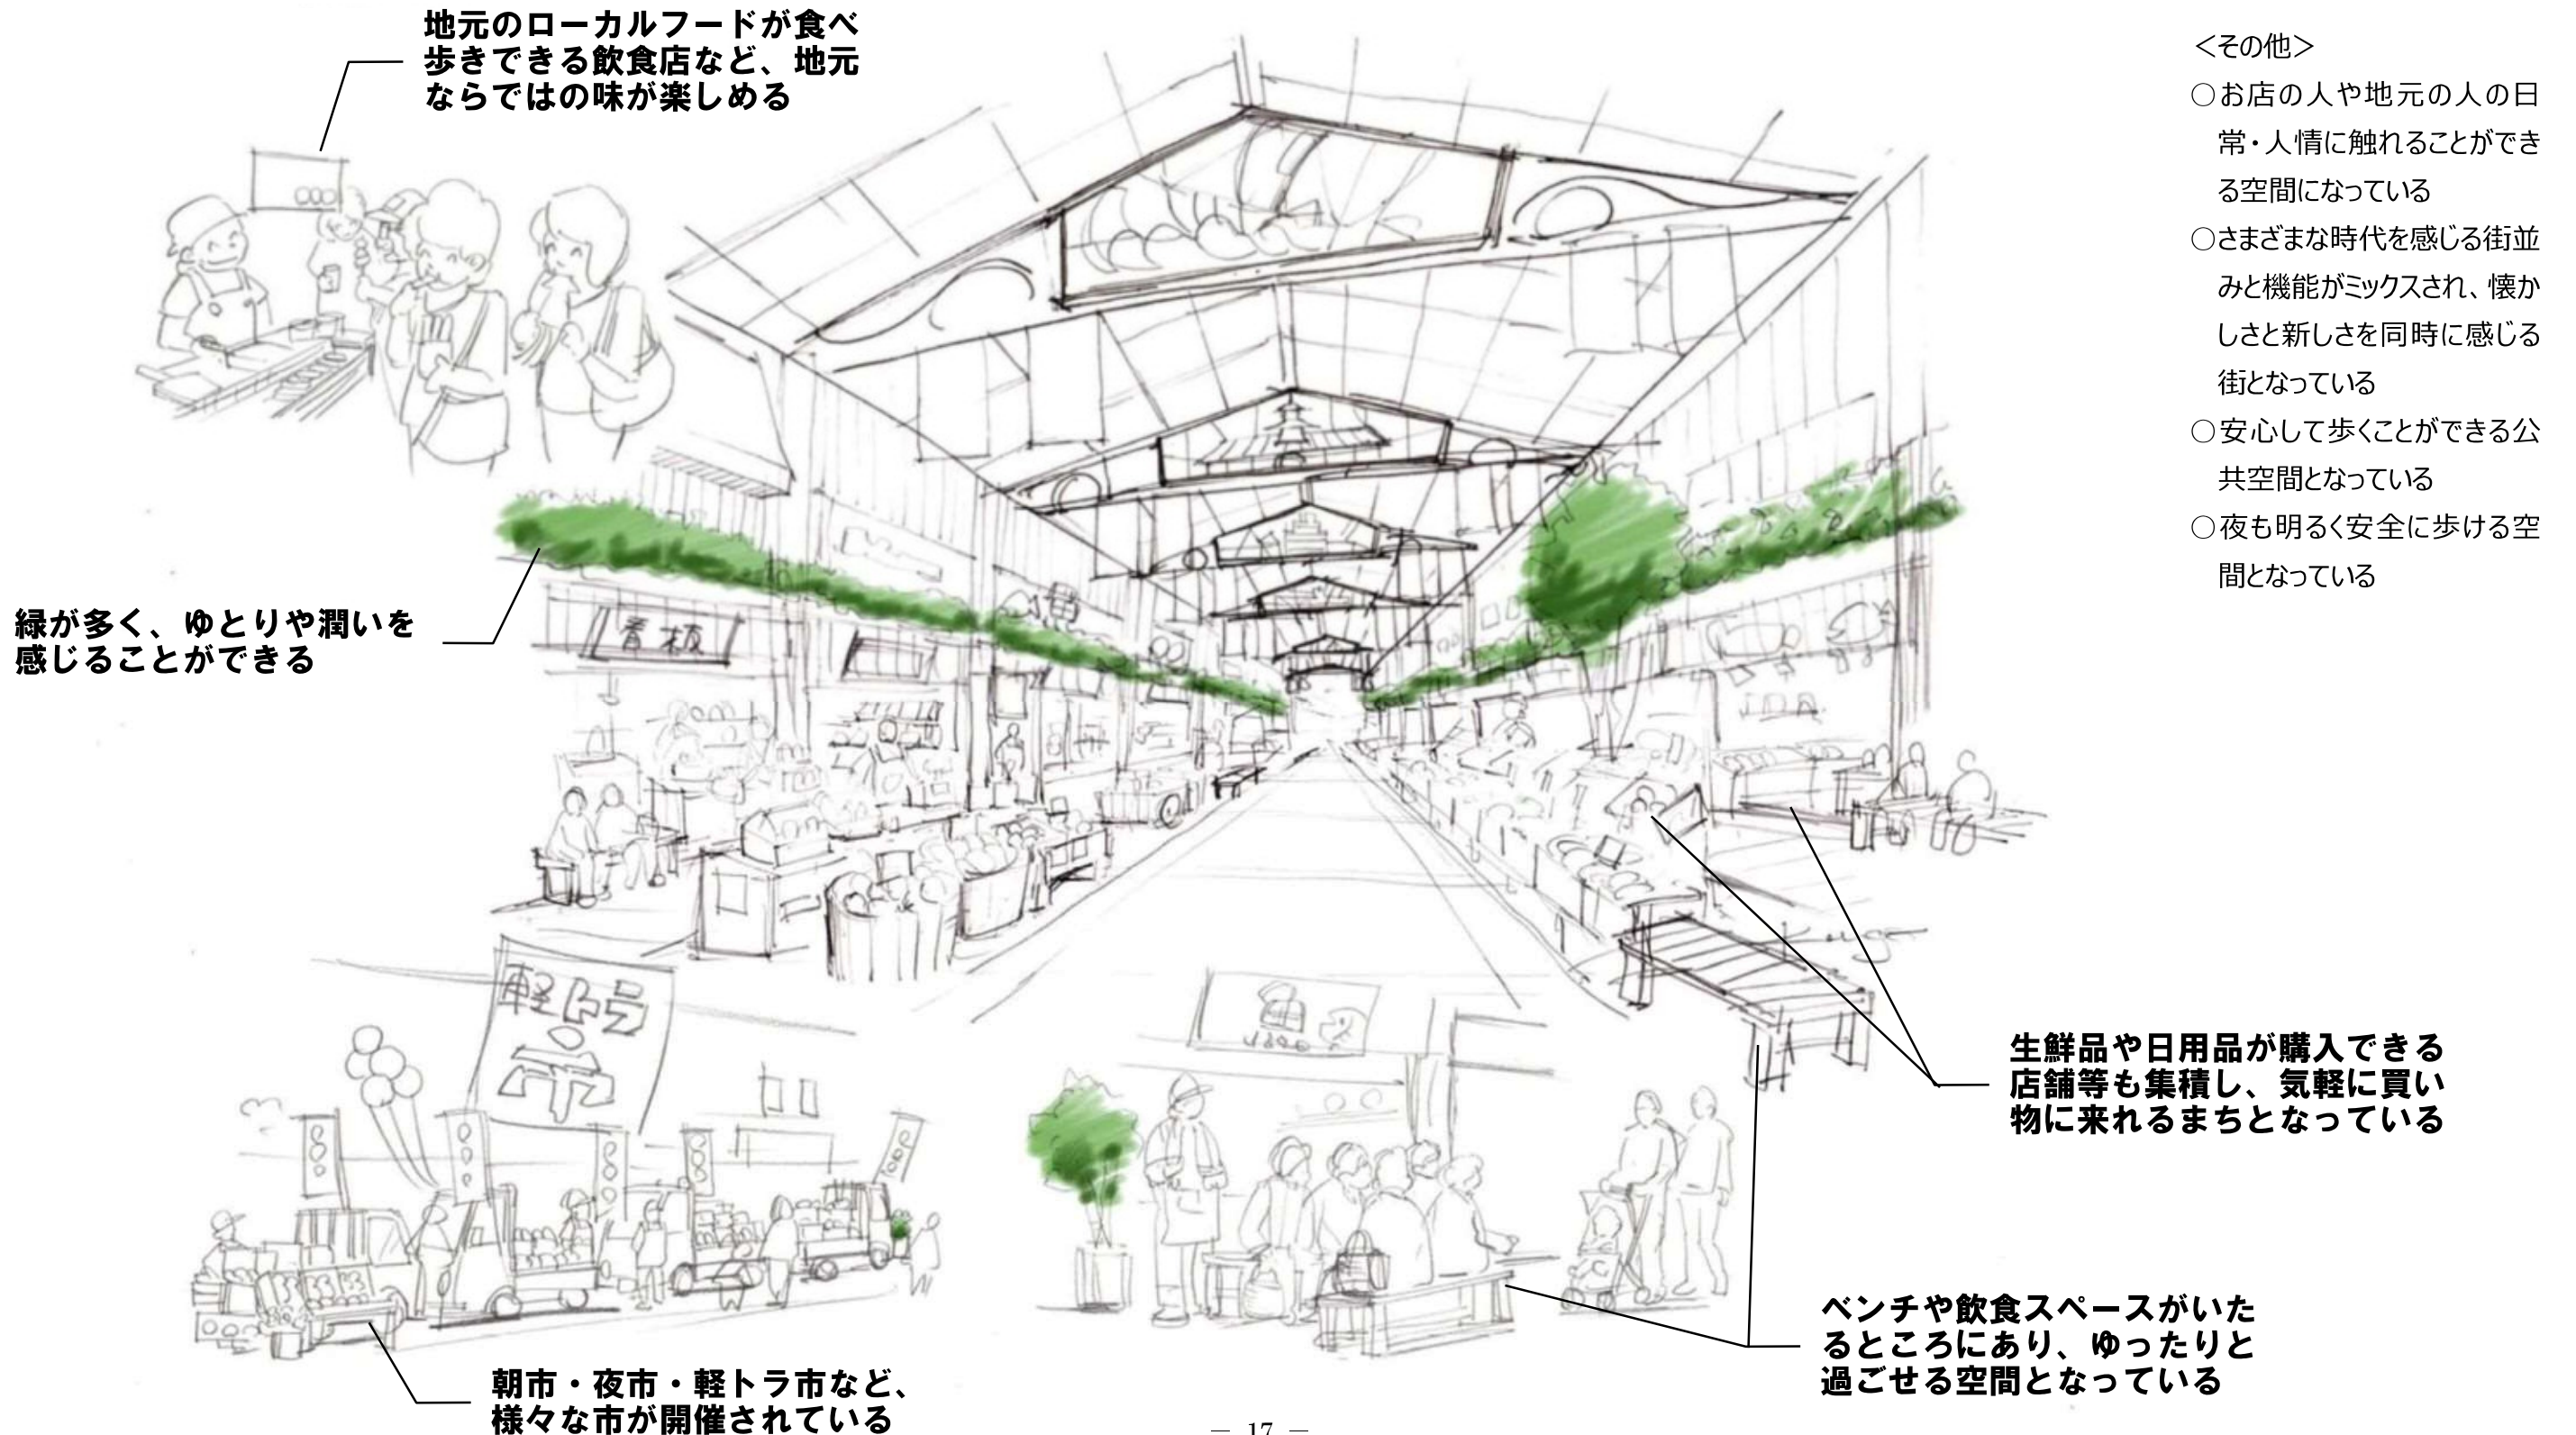 地元のローカルフードが食べ
歩きできる飲食店など、地元
ならではの味が楽しめる
＜その他＞
○お店の人や地元の人の日
常・人情に触れることができ
る空間になっている
○さまざまな時代を感じる街並
みと機能がミックスされ、懐か
しさと新しさを同時に感じる
街となっている
○安心して歩くことができる公
共空間となっている
○夜も明るく安全に歩ける空
間となっている
緑が多く、ゆとりや潤いを
感じることができる
看板
軽トラ
市
生鮮品や日用品が購入できる
店舗等も集積し、気軽に買い
物に来れるまちとなっている
ベンチや飲食スペースがいた
るところにあり、ゆったりと
過ごせる空間となっている
朝市・夜市・軽トラ市など、
様々な市が開催されている
― 17 ―